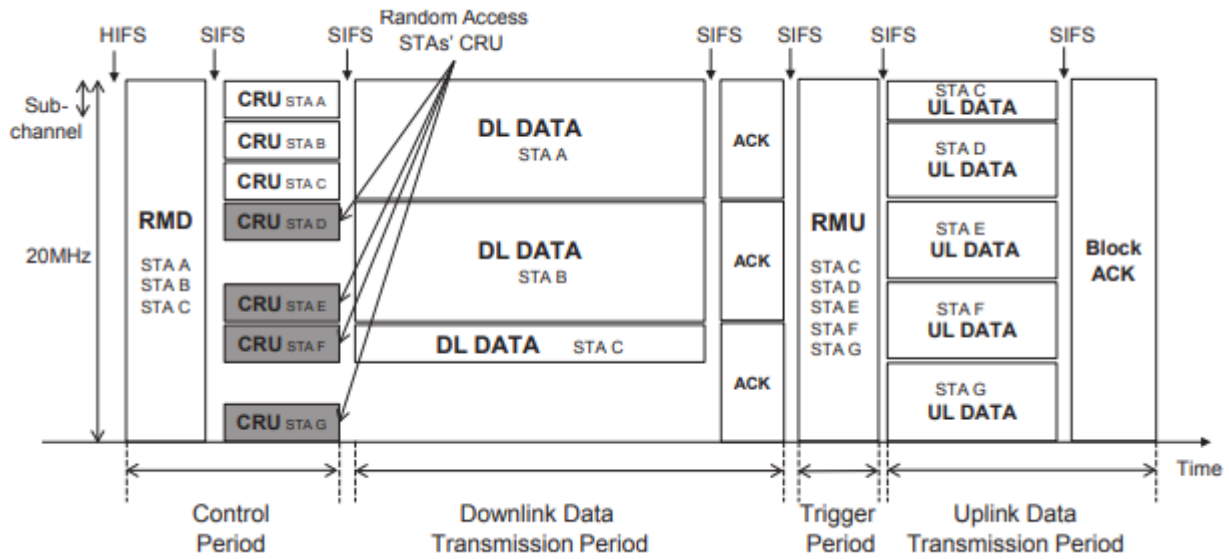 Random Access
STAs' CRU
HIFS
SIFS
SIFS
SIFS
SIFS
SIFS
SIFS
Sub-
channel
20MHz
RMD
STA A
STA B
STA C
CRU STA A
CRU STA B
CRU STA C
CRU STA D
CRU STA E
CRU STA F
CRU STA G
DL DATA
STA A
DL DATA
STA B
DL DATA STA C
ACK
ACK
ACK
RMU
STA C
STA D
STA E
STA F
STA G
STA C
UL DATA
STA D
UL DATA
STA E
UL DATA
STA F
UL DATA
STA G
UL DATA
Block
ACK
Time
Control
Period
Downlink Data
Transmission Period
Trigger
Period
Uplink Data
Transmission Period